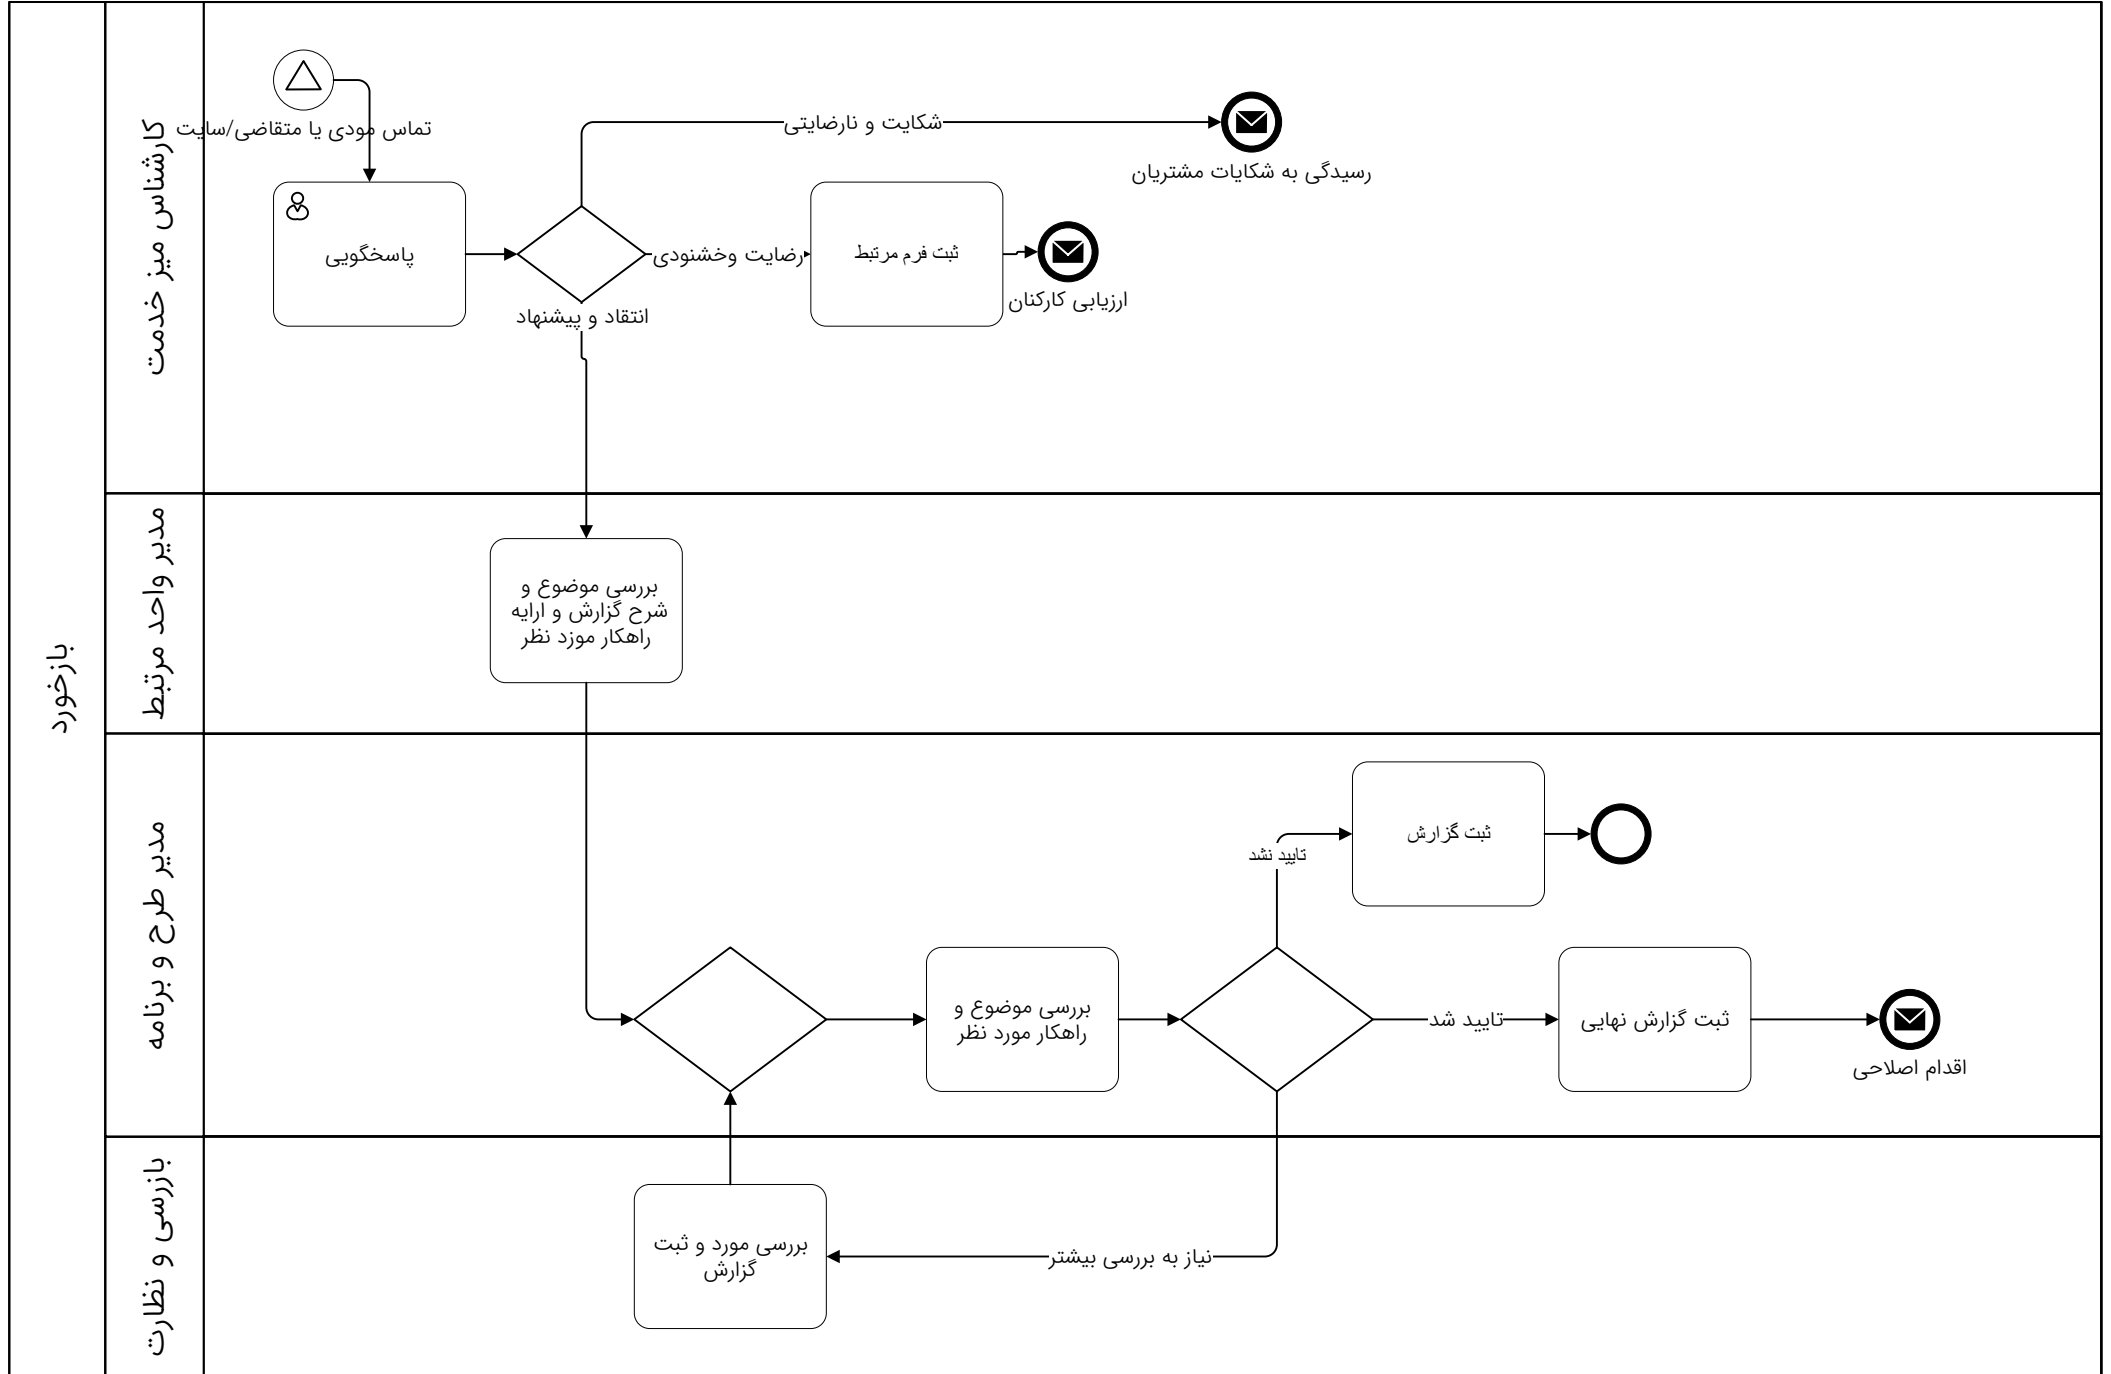 بازخورد
کارشناس میز خدمت
تماس مودی یا متقاضی/سایت
پاسخگویی
شکایت و نارضایتی
رسیدگی به شکایات مشتریان
رضایت وخشنودی
ثبت فرم مرتبط
ارزیابی کارکنان
انتقاد و پیشنهاد
مدیر واحد مرتبط
بررسی موضوع و
شرح گزارش و ارایه
راهکار موزد نظر
مدیر طرح و برنامه
ثبت گزارش
تایید نشد
بررسی موضوع و
راهکار مورد نظر
تایید شد
ثبت گزارش نهایی
اقدام اصلاحی
بازرسی و نظارت
بررسی مورد و ثبت
گزارش
نیاز به بررسی بیشتر